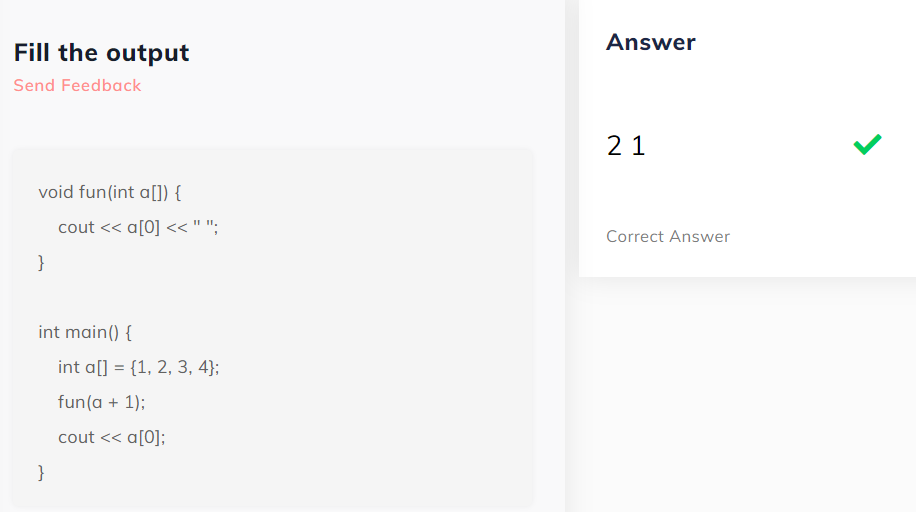 Fill the output
Send Feedback
void fun(int a[]) {
cout << a[0] << " ";
}
int main() {
int a[] = {1, 2, 3, 4};
fun(a + 1);
cout << a[0];
}
Answer
2 1
Correct Answer